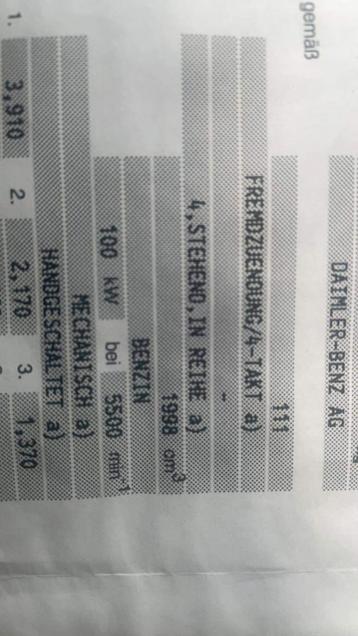 gemäß
DAIMLER-BENZ AG
111
FREMDZUENDUNG/4-TAKT a)
-
4,STEHEND,IN REIHE a)
1998 cm³
BENZIN
100 kW bei 5500 min⁻¹
MECHANISCH a)
HANDGESCHALTET a)
1. 3,910 2. 2,170 3. 1,370